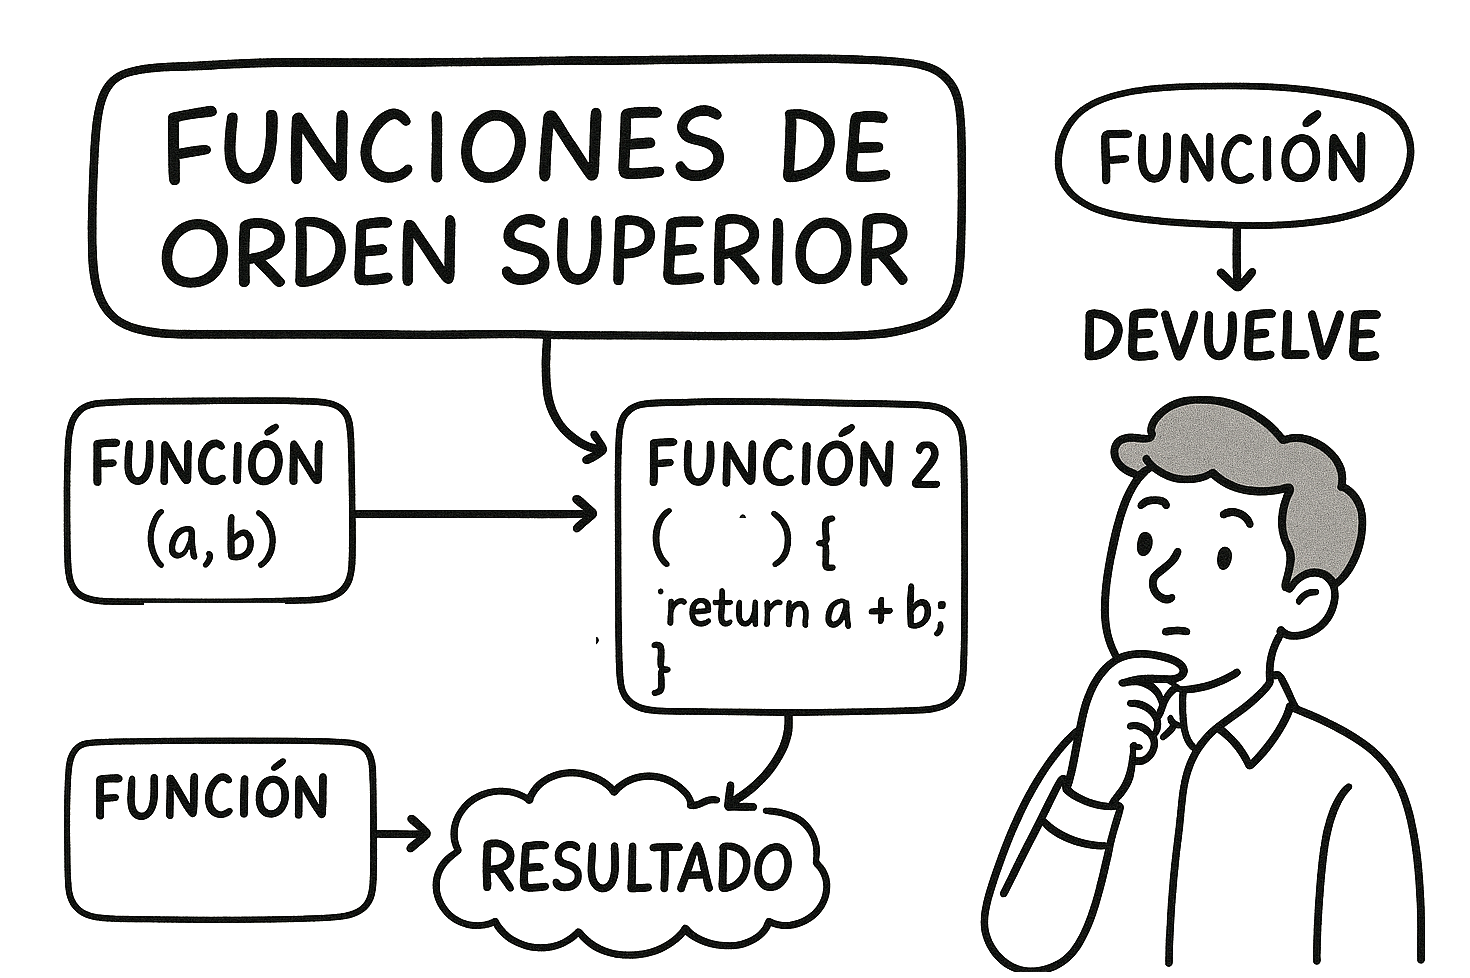 FUNCIONES DE
ORDEN SUPERIOR
FUNCIÓN
DEVUELVE
FUNCIÓN
(a, b)
FUNCIÓN 2
( ) {
return a + b;
}
FUNCIÓN
RESULTADO